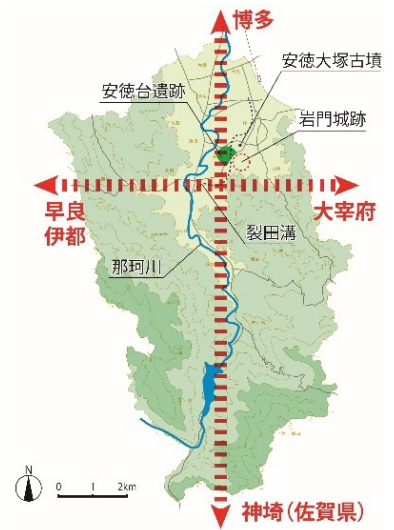 博多
安徳大塚古墳
安徳台遺跡
岩門城跡
早良
伊都
大宰府
裂田溝
那珂川
N
0 1 2km
神埼(佐賀県)